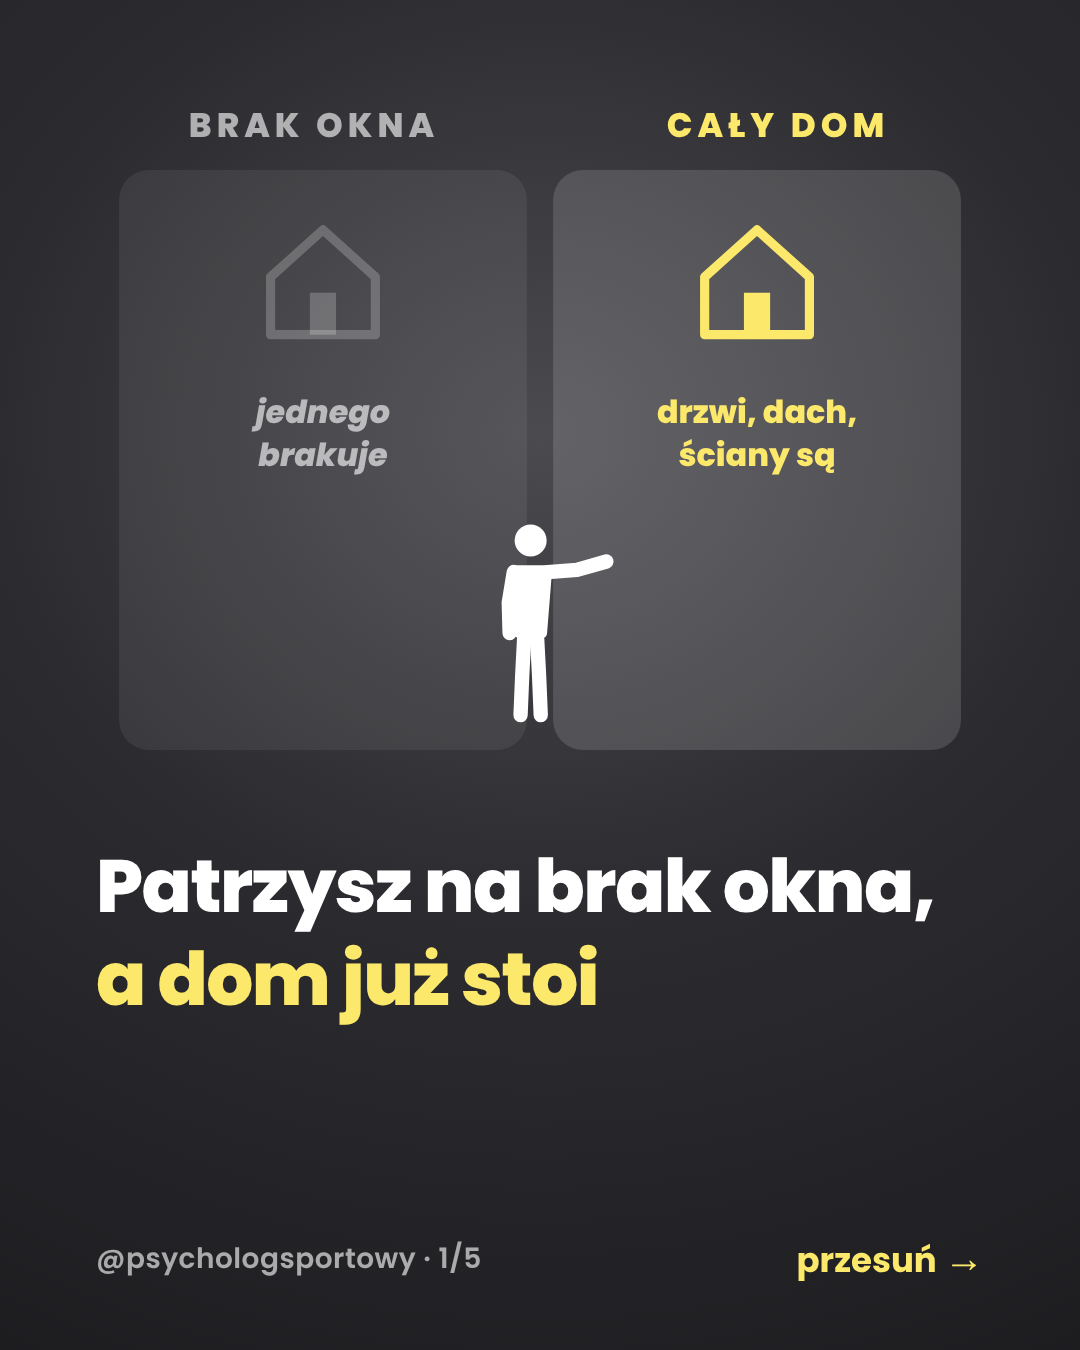 BRAK OKNA
CAŁY DOM
jednego
brakuje
drzwi, dach,
ściany są
Patrzysz na brak okna,
a dom już stoi
@psychologsportowy · 1/5
przesuń →